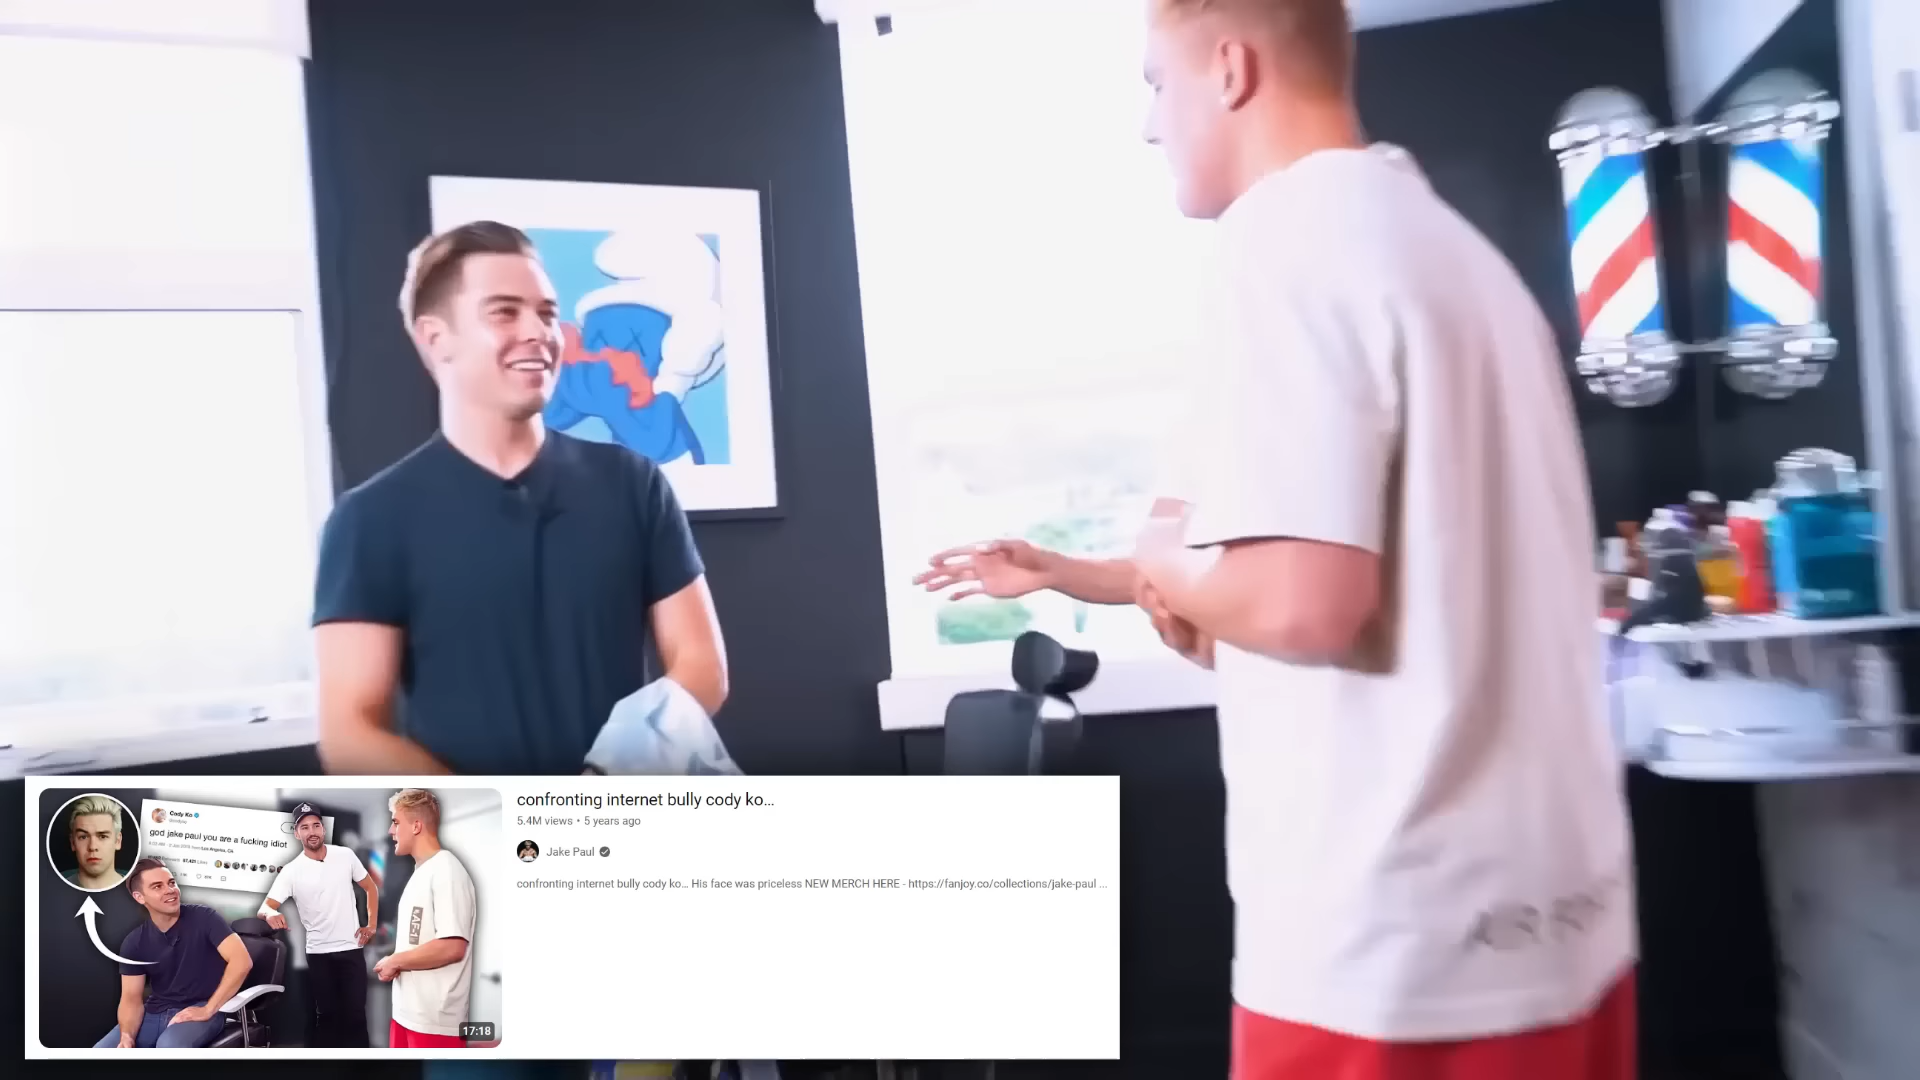 confronting internet bully cody ko...
5.4M views • 5 years ago
Jake Paul
confronting internet bully cody ko... His face was priceless NEW MERCH HERE - https://fanjoy.co/collections/jake-paul ...
Cody Ko
god jake paul you are a fucking idiot
17:18